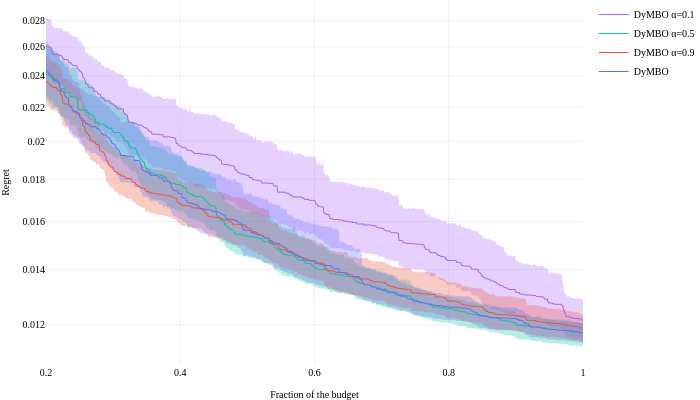 DyMBO α=0.1
DyMBO α=0.5
DyMBO α=0.9
DyMBO
0.028
0.026
0.024
0.022
0.02
0.018
0.016
0.014
0.012
Regret
0.2
0.4
0.6
0.8
1
Fraction of the budget